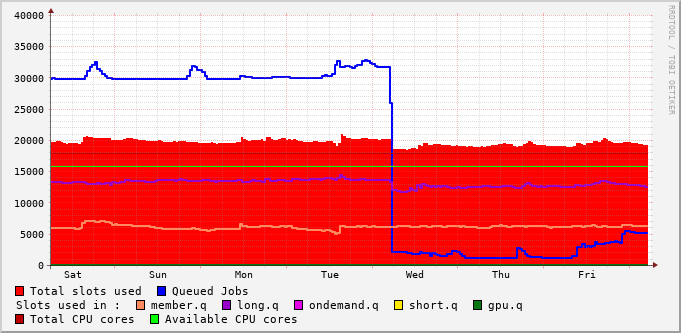 RRDTOOL / TOBI OETIKER
40000
35000
30000
25000
20000
15000
10000
5000
0
Sat Sun Mon Tue Wed Thu Fri
Total slots used Queued Jobs
Slots used in : member.q long.q ondemand.q short.q gpu.q
Total CPU cores Available CPU cores